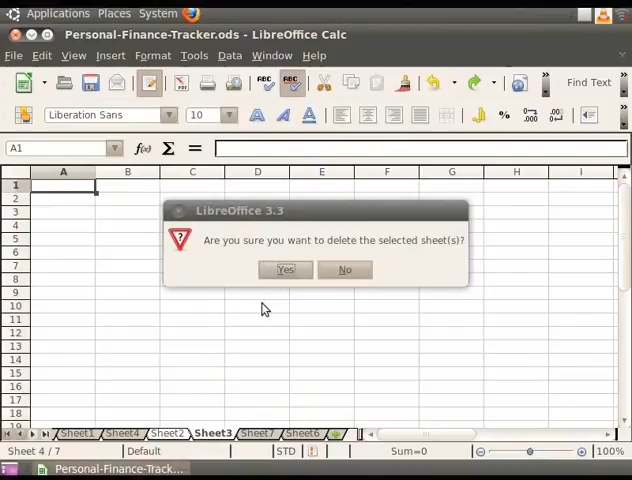 Applications Places System
Personal-Finance-Tracker.ods - LibreOffice Calc
File Edit View Insert Format Tools Data Window Help
ABC ABC Find Text
Liberation Sans 10
A1 f(x) Σ =
A B C D E F G H I
1
2
3
4
5
6
7
8
9
10
11
12
13
14
15
16
17
18
19
LibreOffice 3.3
Are you sure you want to delete the selected sheet(s)?
Yes No
Sheet1 Sheet4 Sheet2 Sheet3 Sheet7 Sheet6
Sheet 4 / 7 Default STD Sum=0 100%
Personal-Finance-Track...